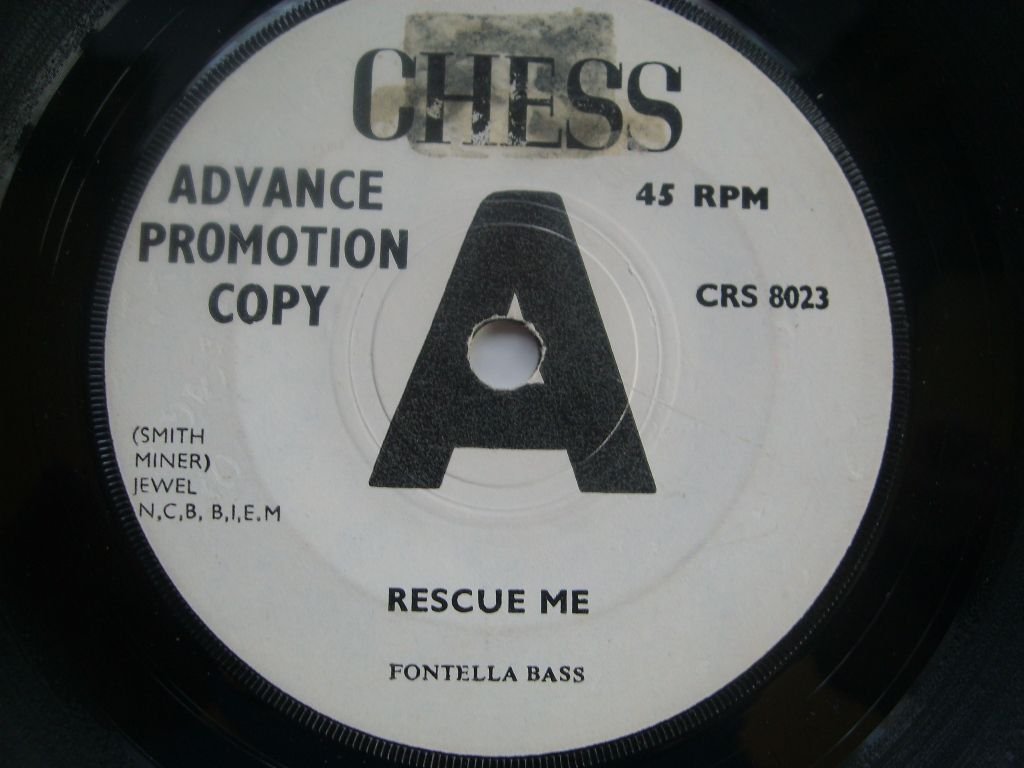 CHESS
ADVANCE
PROMOTION
COPY
A
45 RPM
CRS 8023
(SMITH
MINER)
JEWEL
N,C,B, B,I,E.M
RESCUE ME
FONTELLA BASS